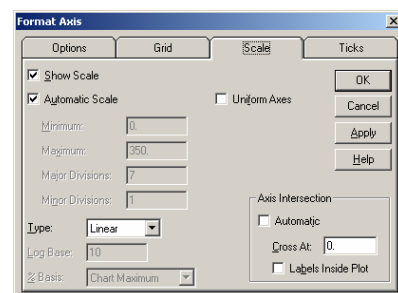 Format Axis
Options Grid Scale Ticks
Show Scale OK
Automatic Scale Uniform Axes Cancel
Minimum: 0. Apply
Maximum: 350. Help
Major Divisions: 7
Minor Divisions: 1 Axis Intersection
Automatic
Type: Linear Cross At: 0.
Log Base: 10 Labels Inside Plot
% Basis: Chart Maximum